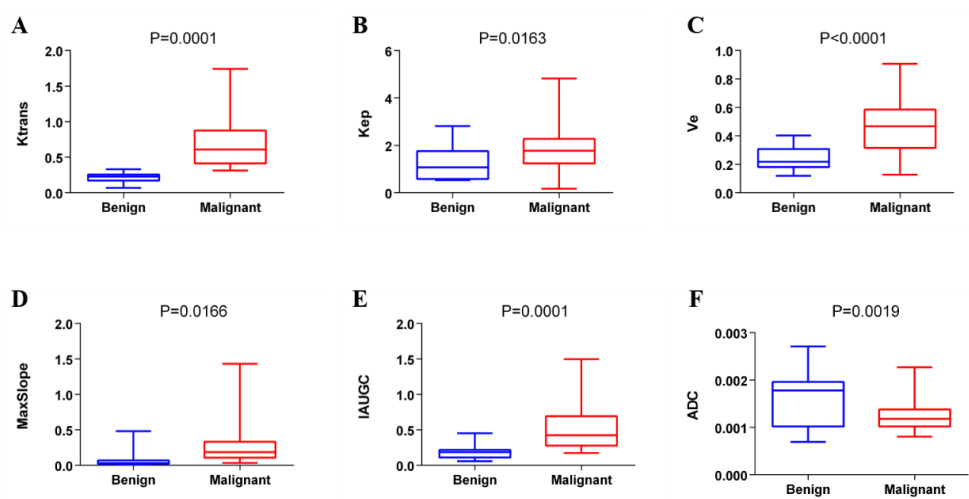 A
P=0.0001
Ktrans
2.0
1.5
1.0
0.5
0.0
Benign Malignant
B
P=0.0163
Kep
6
4
2
0
Benign Malignant
C
P<0.0001
Ve
1.0
0.8
0.6
0.4
0.2
0.0
Benign Malignant
D
P=0.0166
MaxSlope
2.0
1.5
1.0
0.5
0.0
Benign Malignant
E
P=0.0001
IAUGC
2.0
1.5
1.0
0.5
0.0
Benign Malignant
F
P=0.0019
ADC
0.003
0.002
0.001
0.000
Benign Malignant